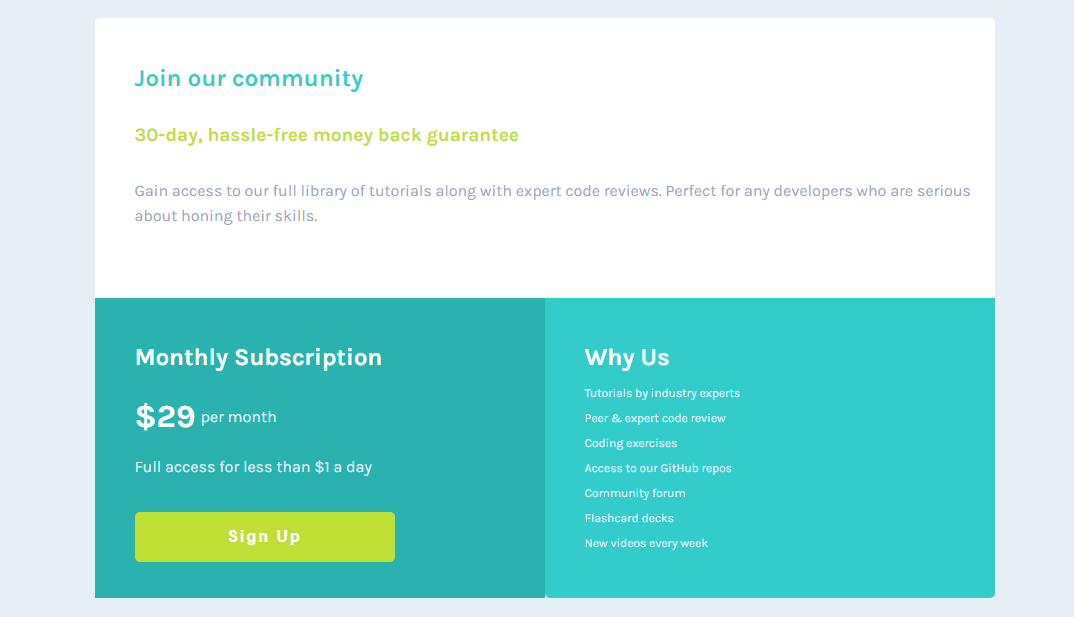 Join our community
30-day, hassle-free money back guarantee
Gain access to our full library of tutorials along with expert code reviews. Perfect for any developers who are serious
about honing their skills.
Monthly Subscription
$29 per month
Full access for less than $1 a day
Sign Up
Why Us
Tutorials by industry experts
Peer & expert code review
Coding exercises
Access to our GitHub repos
Community forum
Flashcard decks
New videos every week